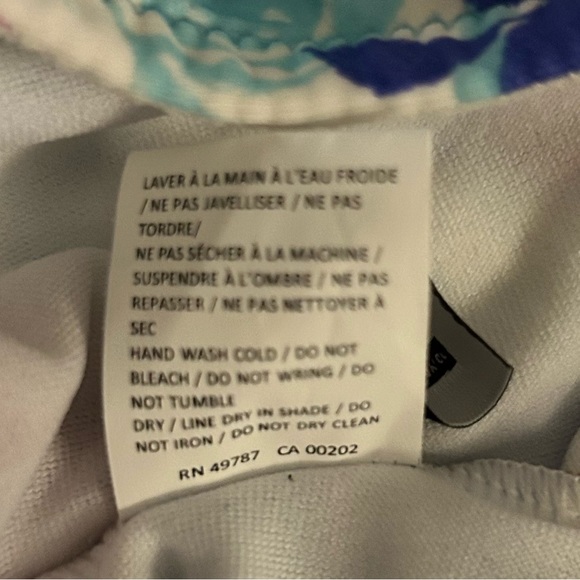 LAVER À LA MAIN À L'EAU FROIDE
/ NE PAS JAVELLISER / NE PAS
TORDRE/
NE PAS SÉCHER À LA MACHINE /
SUSPENDRE À L'OMBRE / NE PAS
REPASSER / NE PAS NETTOYER À
SEC
HAND WASH COLD / DO NOT
BLEACH / DO NOT WRING / DO
NOT TUMBLE
DRY / LINE DRY IN SHADE / DO
NOT IRON / DO NOT DRY CLEAN
RN 49787 CA 00202